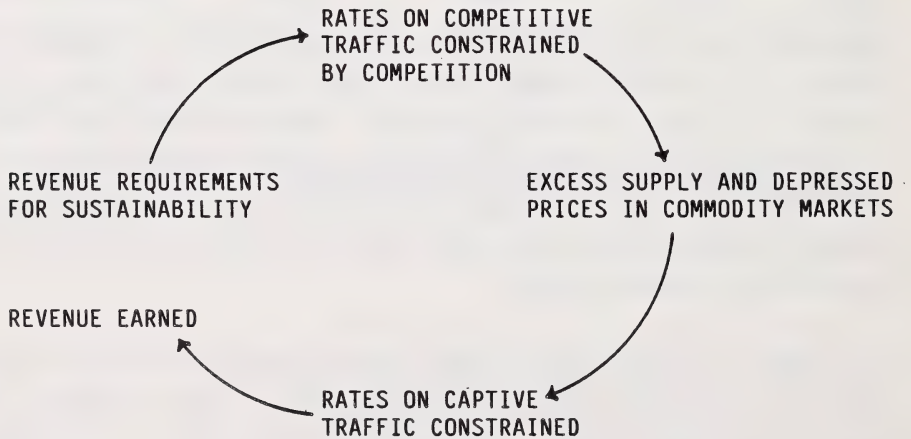 RATES ON COMPETITIVE
TRAFFIC CONSTRAINED
BY COMPETITION
REVENUE REQUIREMENTS
FOR SUSTAINABILITY
EXCESS SUPPLY AND DEPRESSED
PRICES IN COMMODITY MARKETS
REVENUE EARNED
RATES ON CAPTIVE
TRAFFIC CONSTRAINED